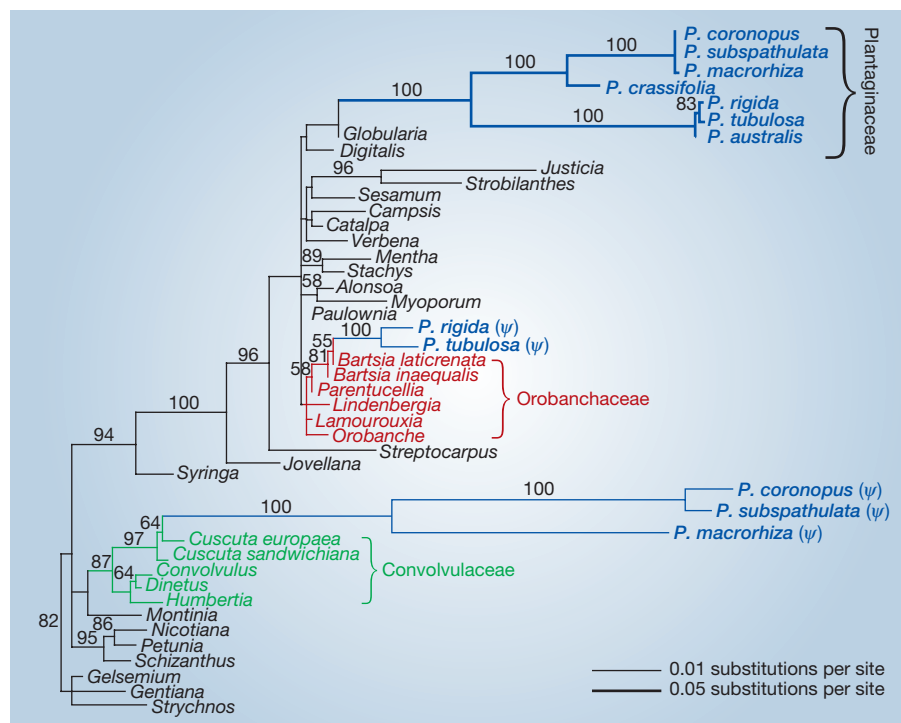 100
P. coronopus
P. subspathulata
P. macrorhiza
100
100
P. crassifolia
83
P. rigida
P. tubulosa
P. australis
100
Plantaginaceae
Globularia
Digitalis
96
Justicia
Strobilanthes
Sesamum
Campsis
Catalpa
Verbena
89
Mentha
Stachys
58
Alonsoa
Myoporum
Paulownia
100
P. rigida (ψ)
P. tubulosa (ψ)
55
81
58
Bartsia laticrenata
Bartsia inaequalis
Parentucellia
Lindenbergia
Lamourouxia
Orobanche
Orobanchaceae
96
Streptocarpus
100
Jovellana
94
Syringa
100
100
P. coronopus (ψ)
P. subspathulata (ψ)
P. macrorhiza (ψ)
64
97
Cuscuta europaea
Cuscuta sandwichiana
87
64
Convolvulus
Dinetus
Humbertia
Convolvulaceae
82
Montinia
86
95
Nicotiana
Petunia
Schizanthus
Gelsemium
Gentiana
Strychnos
0.01 substitutions per site
0.05 substitutions per site